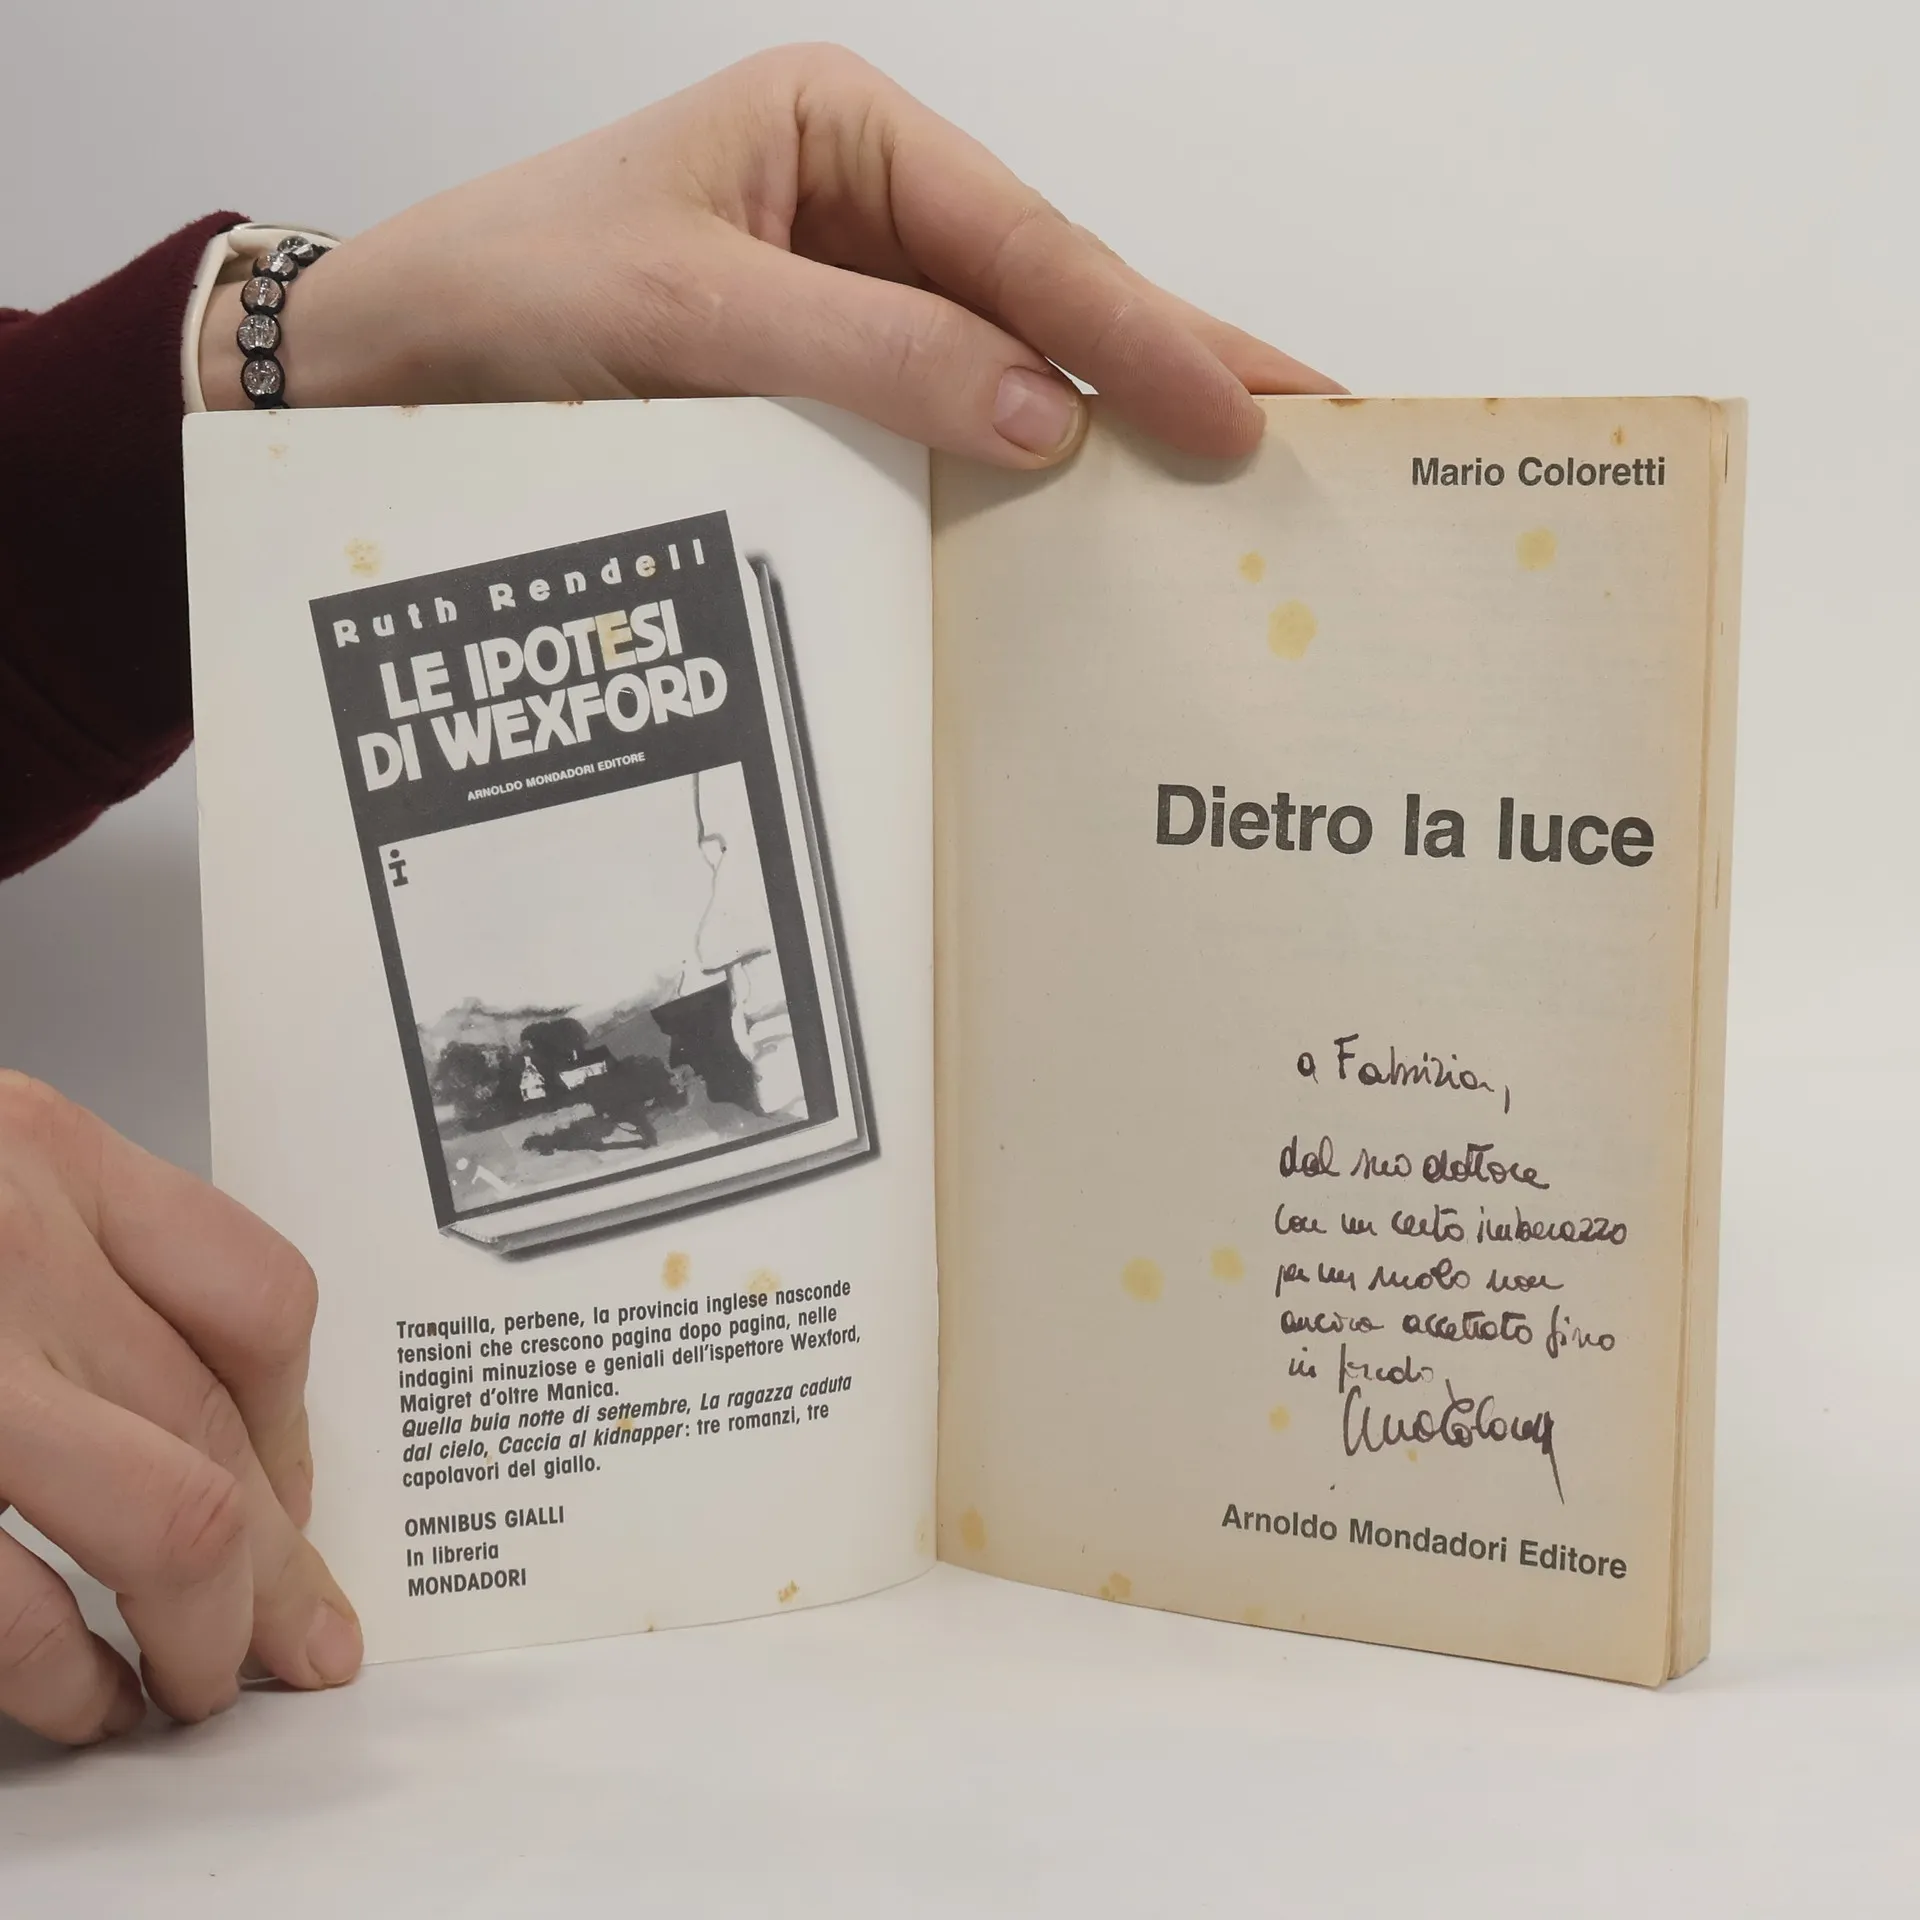 Ruth Rendell
LE IPOTESI
DI WEXFORD
ARNOLDO MONDADORI EDITORE
Tranquilla, perbene, la provincia inglese nasconde
tensioni che crescono pagina dopo pagina, nelle
indagini minuziose e geniali dell'ispettore Wexford,
Maigret d'oltre Manica.
Quella buia notte di settembre, La ragazza caduta
dal cielo, Caccia al kidnapper: tre romanzi, tre
capolavori del giallo.
OMNIBUS GIALLI
In libreria
MONDADORI
Mario Coloretti
Dietro la luce
a Fabrizia,
dal suo dottore
con un certo imbarazzo
per un ruolo non
ancora accettato fino
in fondo,
Arnoldo Mondadori Editore